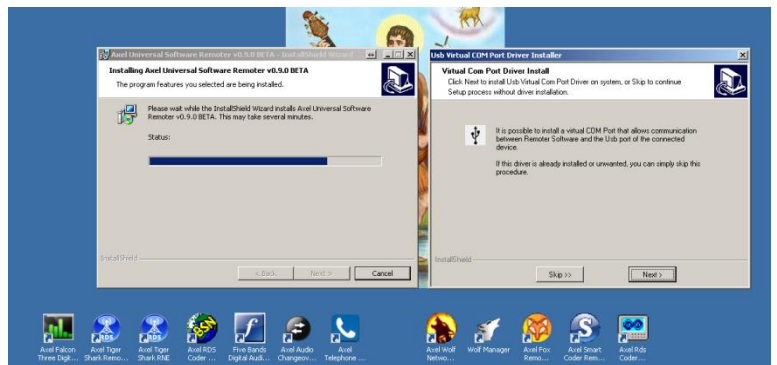 Axel Universal Software Remoter v0.9.0 BETA - InstallShield Wizard
Installing Axel Universal Software Remoter v0.9.0 BETA
The program features you selected are being installed.
Please wait while the InstallShield Wizard installs Axel Universal Software
Remoter v0.9.0 BETA. This may take several minutes.
Status:
InstallShield
< Back
Next >
Cancel
Usb Virtual COM Port Driver Installer
Virtual Com Port Driver Install
Click Next to install Usb Virtual Com Port Driver on system, or Skip to continue
Setup process without driver installation.
It is possible to install a virtual COM Port that allows communication
between Remoter Software and the Usb port of the connected
device.
If this driver is already installed or unwanted, you can simply skip this
procedure.
InstallShield
Skip >>
Next >
RDS
RDS
BSN
f
S
Axel Falcon
Three Digit...
Axel Tiger
Shark Remo...
Axel Tiger
Shark RNE
Axel RDS
Coder ...
Five Bands
Digital Audi...
Axel Audio
Changeov...
Axel
Telephone ...
Axel Wolf
Netwo...
Wolf Manager
Axel Fox
Remo...
Axel Smart
Coder Rem...
Axel Rds
Coder...